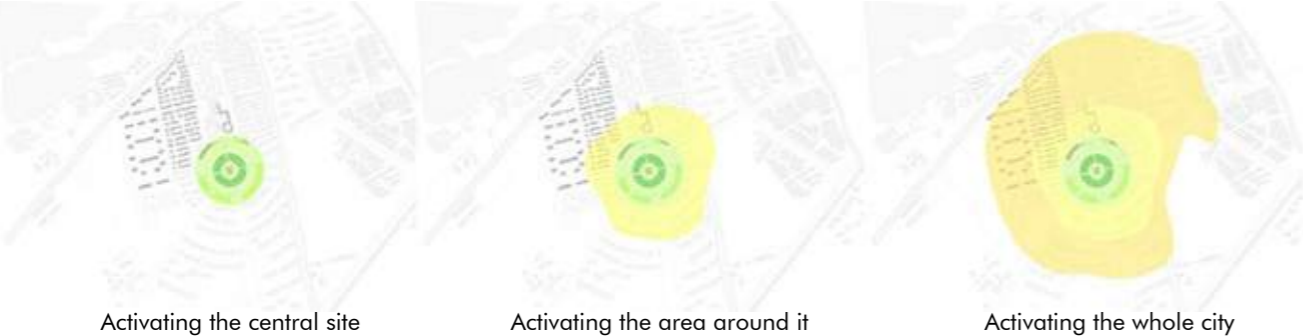 Activating the central site
Activating the area around it
Activating the whole city